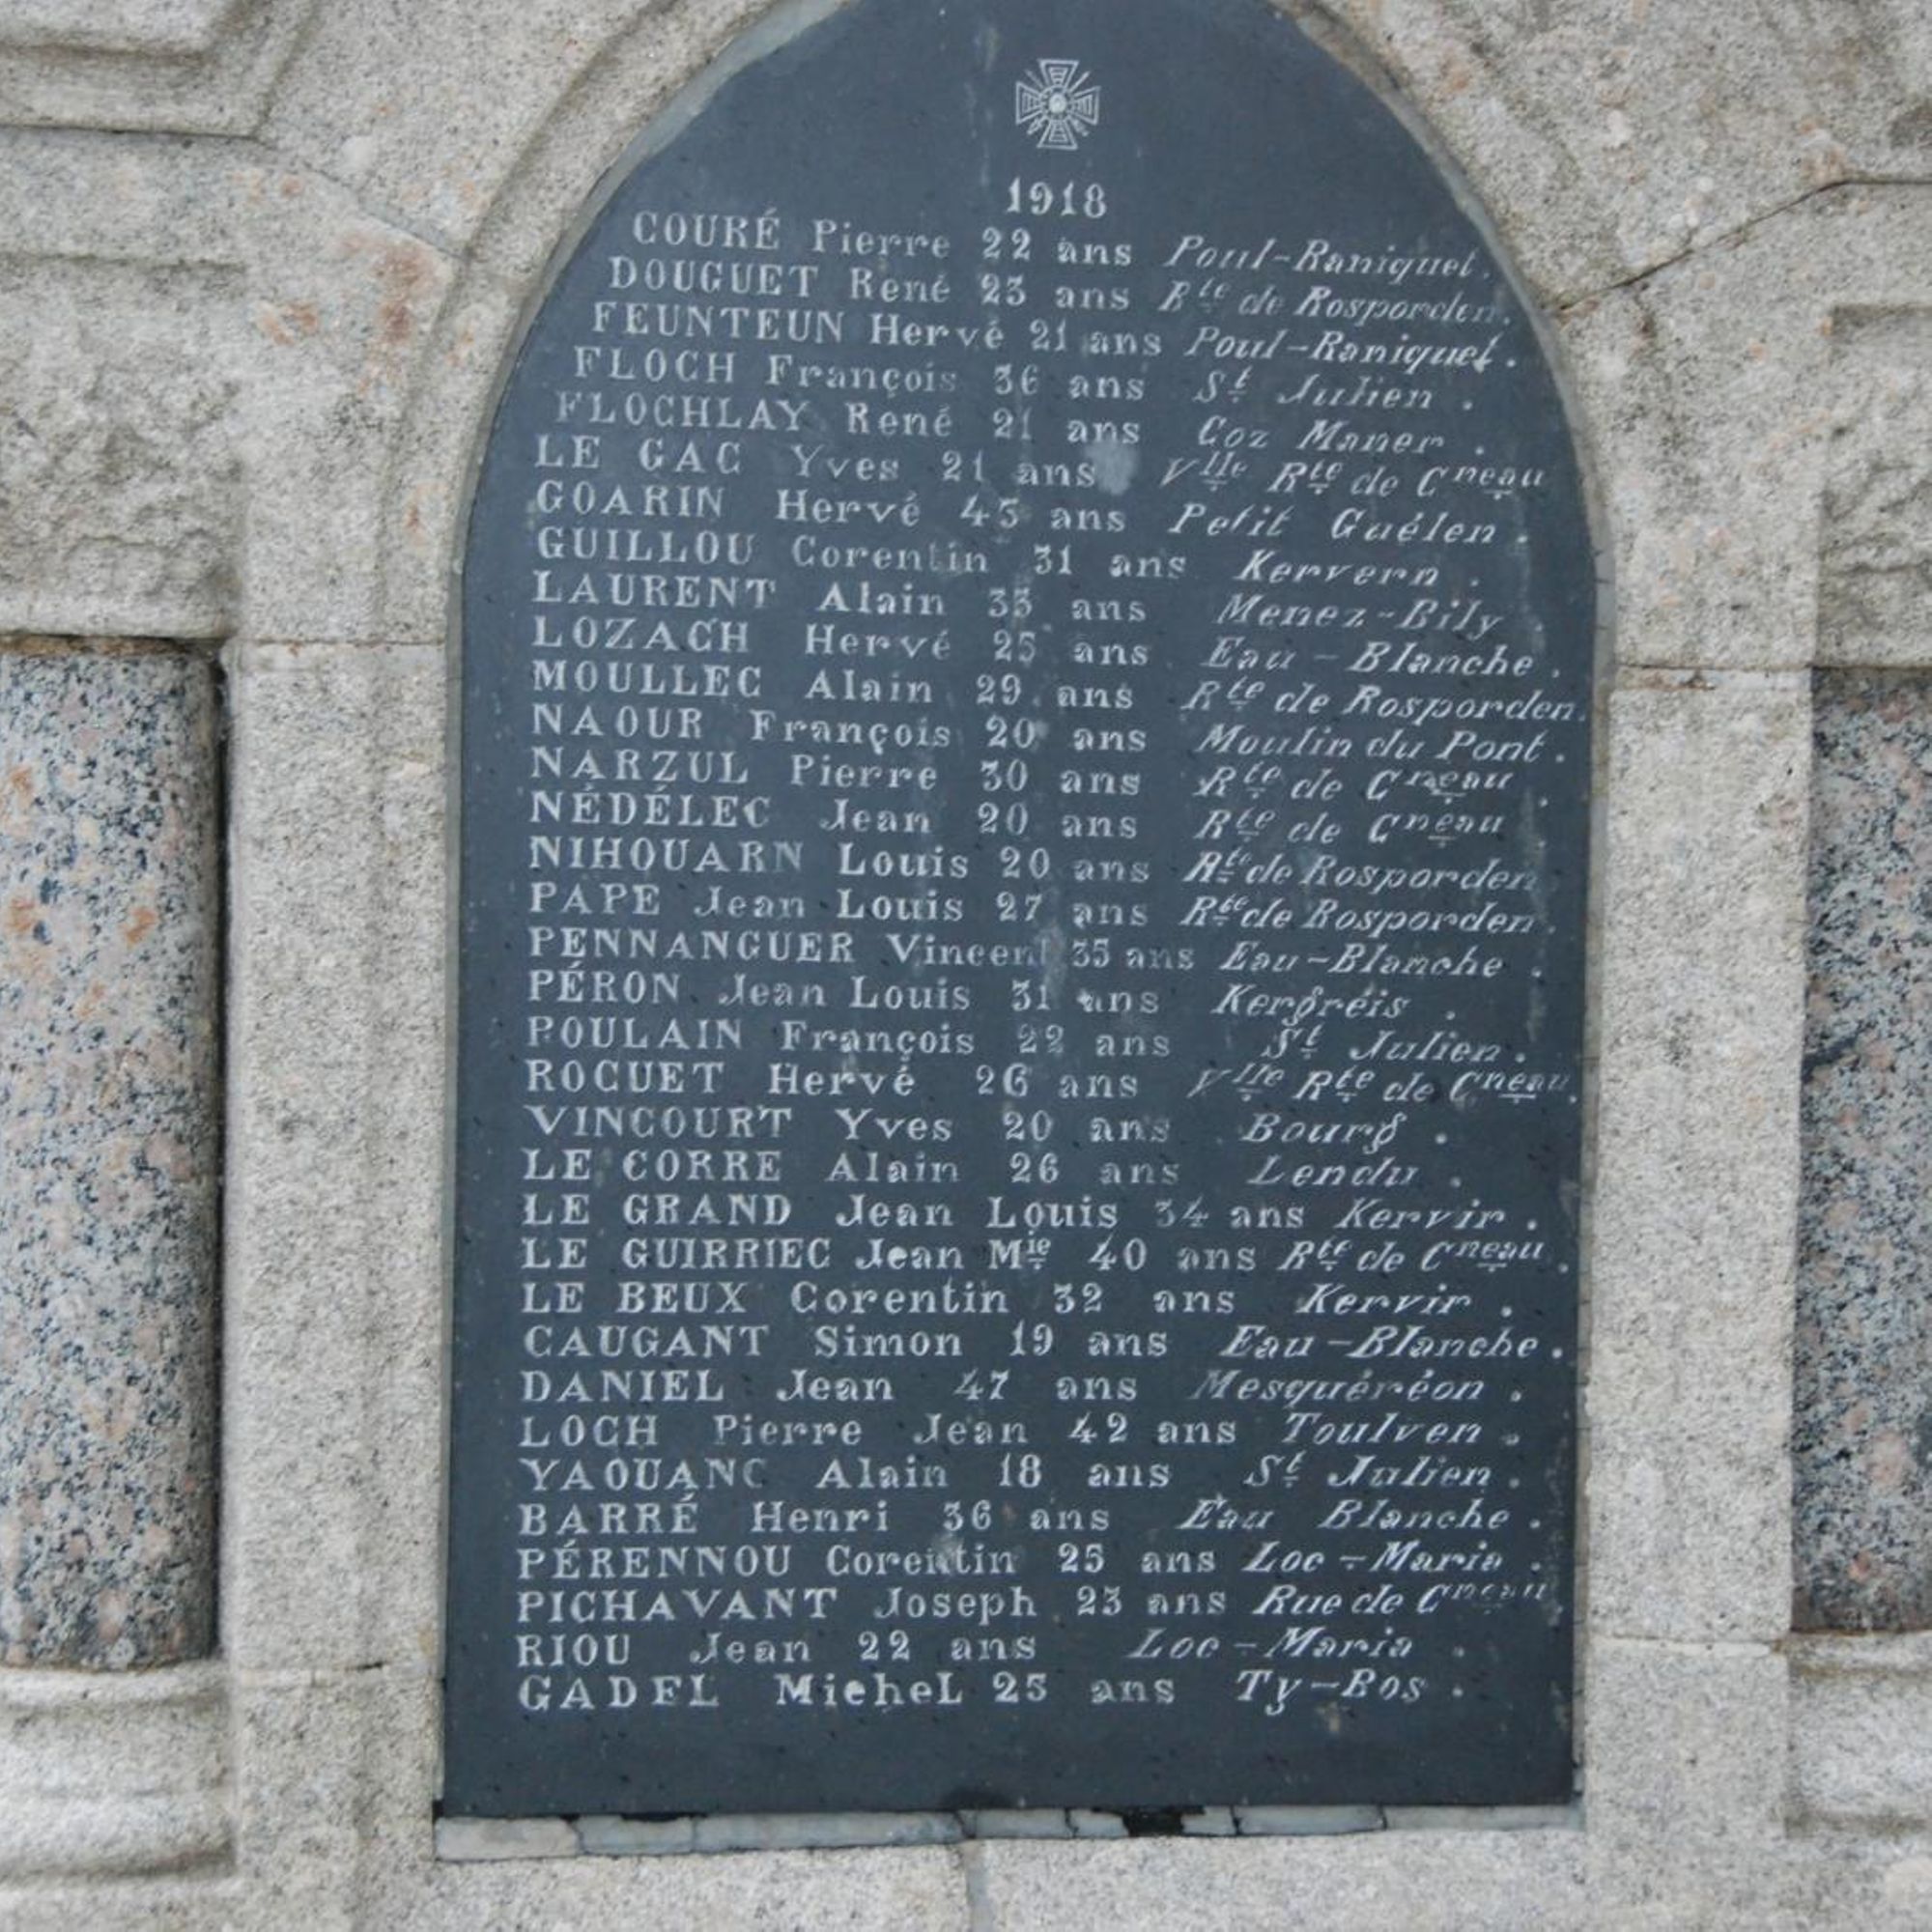 1918
COURÉ Pierre 22 ans Poul-Raniquet.
DOUGUET René 23 ans Rte de Rosporden.
FEUNTEUN Hervé 21 ans Poul-Raniquet.
FLOCH François 36 ans St Julien.
FLOCHLAY René 21 ans Coz Maner.
LE GAC Yves 21 ans Vlle Rte de Cneau
GOARIN Hervé 43 ans Petit Guélen.
GUILLOU Corentin 31 ans Kervern.
LAURENT Alain 33 ans Menez-Bily
LOZACH Hervé 25 ans Eau-Blanche.
MOULLEC Alain 29 ans Rte de Rosporden.
NAOUR François 20 ans Moulin du Pont.
NARZUL Pierre 30 ans Rte de Cneau.
NÉDÉLEC Jean 20 ans Rte de Cneau
NIHOUARN Louis 20 ans Rte de Rosporden
PAPE Jean Louis 27 ans Rte de Rosporden.
PENNANGUER Vincent 35 ans Eau-Blanche.
PÉRON Jean Louis 31 ans Kergréis.
POULAIN François 22 ans St Julien.
ROCUET Hervé 26 ans Vlle Rte de Cneau.
VINCOURT Yves 20 ans Bourg.
LE CORRE Alain 26 ans Lendu.
LE GRAND Jean Louis 34 ans Kervir.
LE GUIRRIEC Jean Mie 40 ans Rte de Cneau.
LE BEUX Corentin 32 ans Kervir.
CAUGANT Simon 19 ans Eau-Blanche.
DANIEL Jean 47 ans Mesquéréon.
LOCH Pierre Jean 42 ans Toulven.
YAOUANC Alain 18 ans St Julien.
BARRÉ Henri 36 ans Eau Blanche.
PÉRENNOU Corentin 25 ans Loc-Maria.
PICHAVANT Joseph 23 ans Rue de Cneau.
RIOU Jean 22 ans Loc-Maria.
GADEL MicheL 25 ans Ty-Bos.